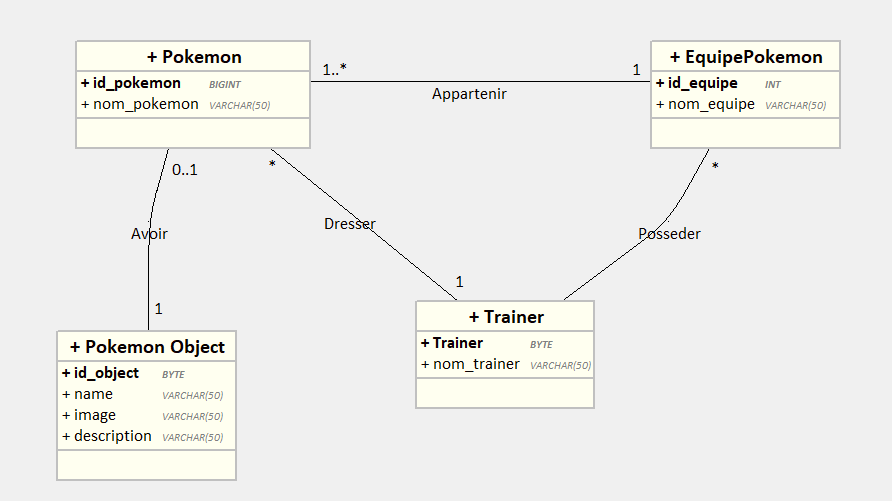 + Pokemon
+ id_pokemon BIGINT
+ nom_pokemon VARCHAR(50)
1..*
1
Appartenir
+ EquipePokemon
+ id_equipe INT
+ nom_equipe VARCHAR(50)
0..1
*
*
Avoir
Dresser
Posseder
1
1
+ Pokemon Object
+ id_object BYTE
+ name VARCHAR(50)
+ image VARCHAR(50)
+ description VARCHAR(50)
+ Trainer
+ Trainer BYTE
+ nom_trainer VARCHAR(50)